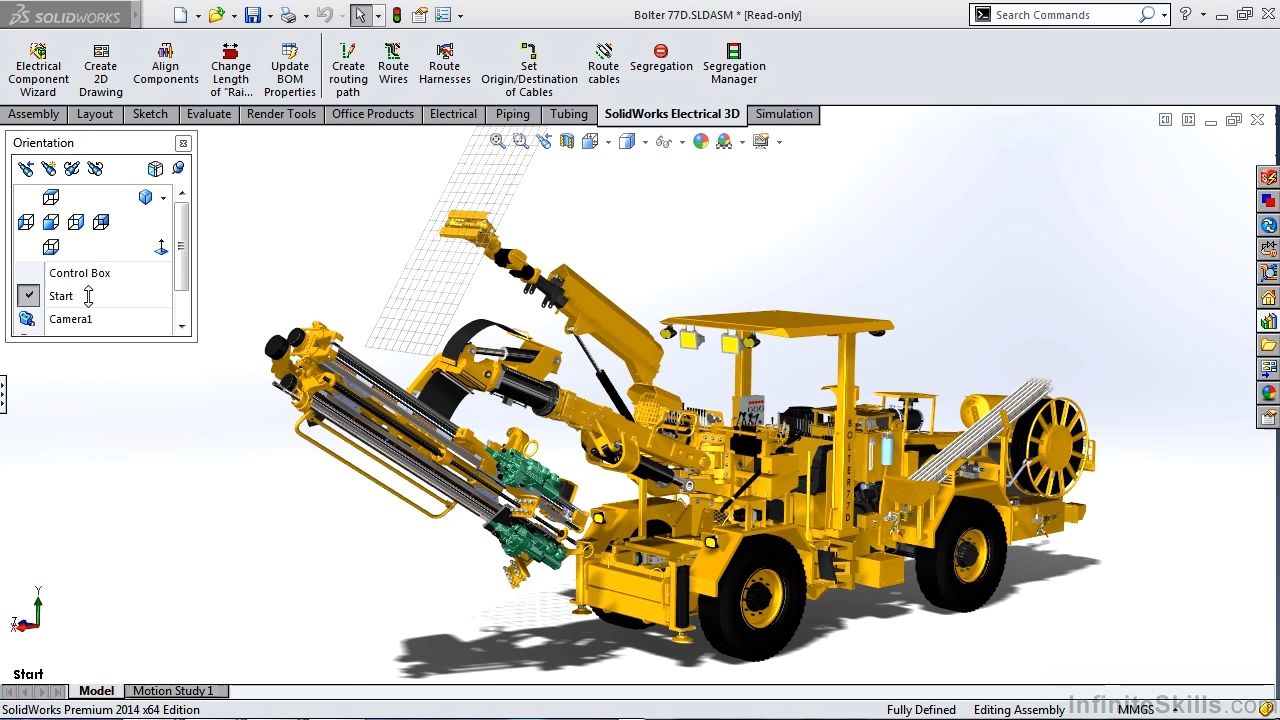 SOLIDWORKS
Bolter 77D.SLDASM * [Read-only]
Search Commands
Electrical Component Wizard
Create 2D Drawing
Align Components
Change Length of "Rai...
Update BOM Properties
Create routing path
Route Wires
Route Harnesses
Set Origin/Destination of Cables
Route cables
Segregation
Segregation Manager
Assembly Layout Sketch Evaluate Render Tools Office Products Electrical Piping Tubing SolidWorks Electrical 3D Simulation
Orientation
Control Box
Start
Camera1
BOLTER77D
Y
Start
Model Motion Study 1
InfiniteSkills.com
SolidWorks Premium 2014 x64 Edition
Fully Defined
Editing Assembly
MMGS